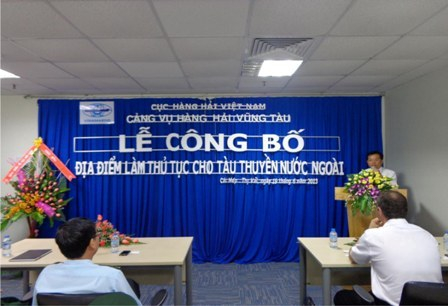 CỤC HÀNG HẢI VIỆT NAM
CẢNG VỤ HÀNG HẢI VŨNG TÀU
LỄ CÔNG BỐ
ĐỊA ĐIỂM LÀM THỦ TỤC CHO TÀU THUYỀN NƯỚC NGOÀI